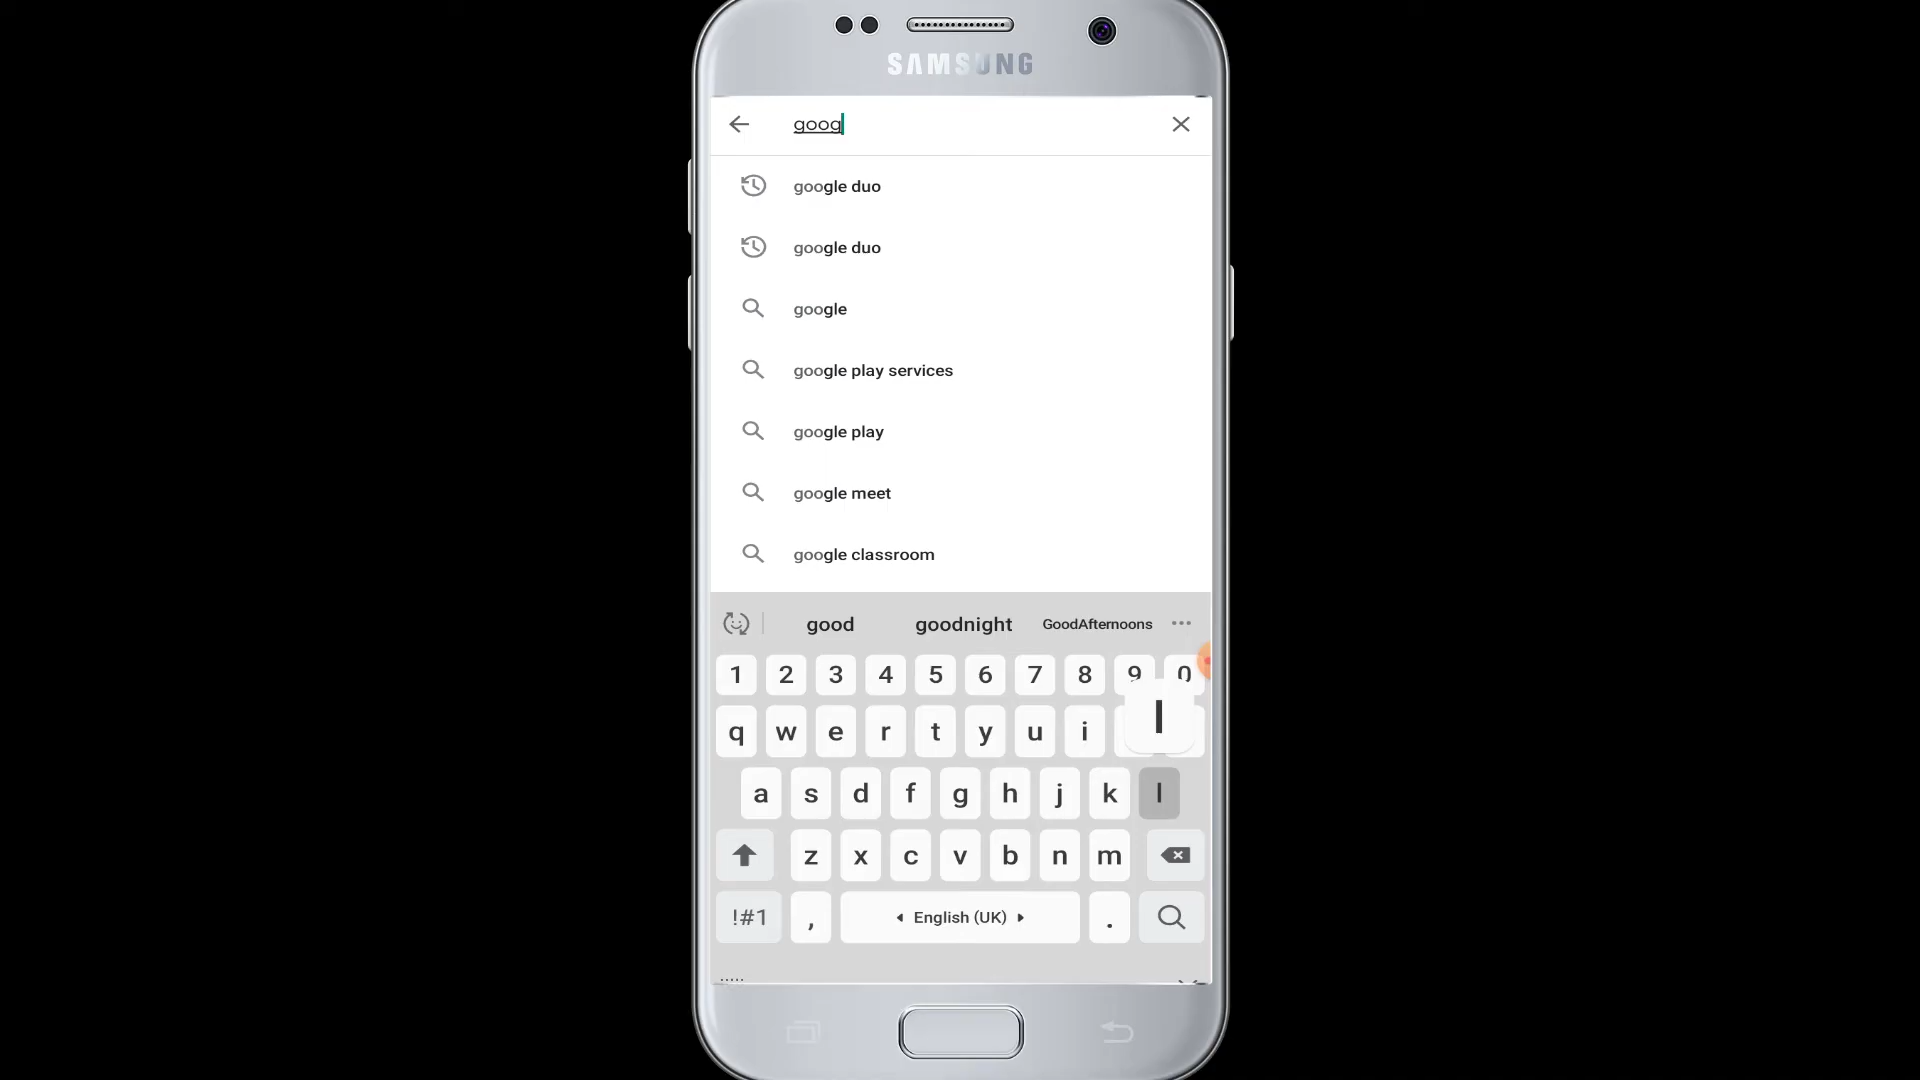 SAMSUNG
goog
google duo
google duo
google
google play services
google play
google meet
google classroom
good goodnight GoodAfternoons
1 2 3 4 5 6 7 8 9 0
l
q w e r t y u i
a s d f g h j k l
z x c v b n m
!#1 , English (UK) .